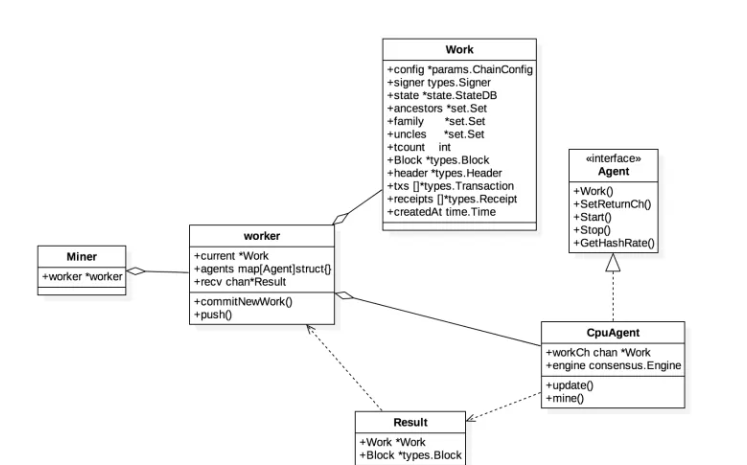 Work
+config *params.ChainConfig
+signer types.Signer
+state *state.StateDB
+ancestors *set.Set
+family *set.Set
+uncles *set.Set
+tcount int
+Block *types.Block
+header *types.Header
+txs []*types.Transaction
+receipts []*types.Receipt
+createdAt time.Time
«interface»
Agent
+Work()
+SetReturnCh()
+Start()
+Stop()
+GetHashRate()
worker
+current *Work
+agents map[Agent]struct{}
+recv chan*Result
+commitNewWork()
+push()
Miner
+worker *worker
CpuAgent
+workCh chan *Work
+engine consensus.Engine
+update()
+mine()
Result
+Work *Work
+Block *types.Block